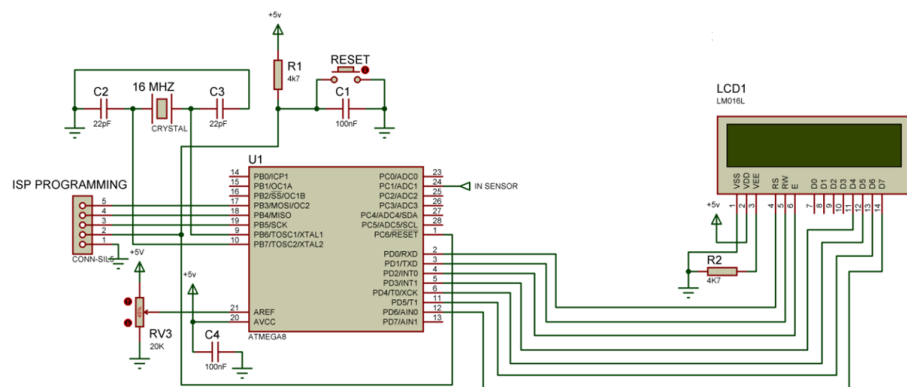 +5v
R1
4k7
RESET
C1
100nF
C2
22pF
16 MHZ
CRYSTAL
C3
22pF
LCD1
LM016L
VSS
VDD
VEE
RS
RW
E
D0
D1
D2
D3
D4
D5
D6
D7
1
2
3
4
5
6
7
8
9
10
11
12
13
14
+5v
R2
4K7
U1
14 PB0/ICP1
15 PB1/OC1A
16 PB2/SS/OC1B
17 PB3/MOSI/OC2
18 PB4/MISO
19 PB5/SCK
9 PB6/TOSC1/XTAL1
10 PB7/TOSC2/XTAL2
21 AREF
20 AVCC
PC0/ADC0 23
PC1/ADC1 24
PC2/ADC2 25
PC3/ADC3 26
PC4/ADC4/SDA 27
PC5/ADC5/SCL 28
PC6/RESET 1
PD0/RXD 2
PD1/TXD 3
PD2/INT0 4
PD3/INT1 5
PD4/T0/XCK 6
PD5/T1 11
PD6/AIN0 12
PD7/AIN1 13
ATMEGA8
IN SENSOR
ISP PROGRAMMING
5
4
3
2
1
CONN-SIL5
+5V
RV3
20K
+5v
C4
100nF